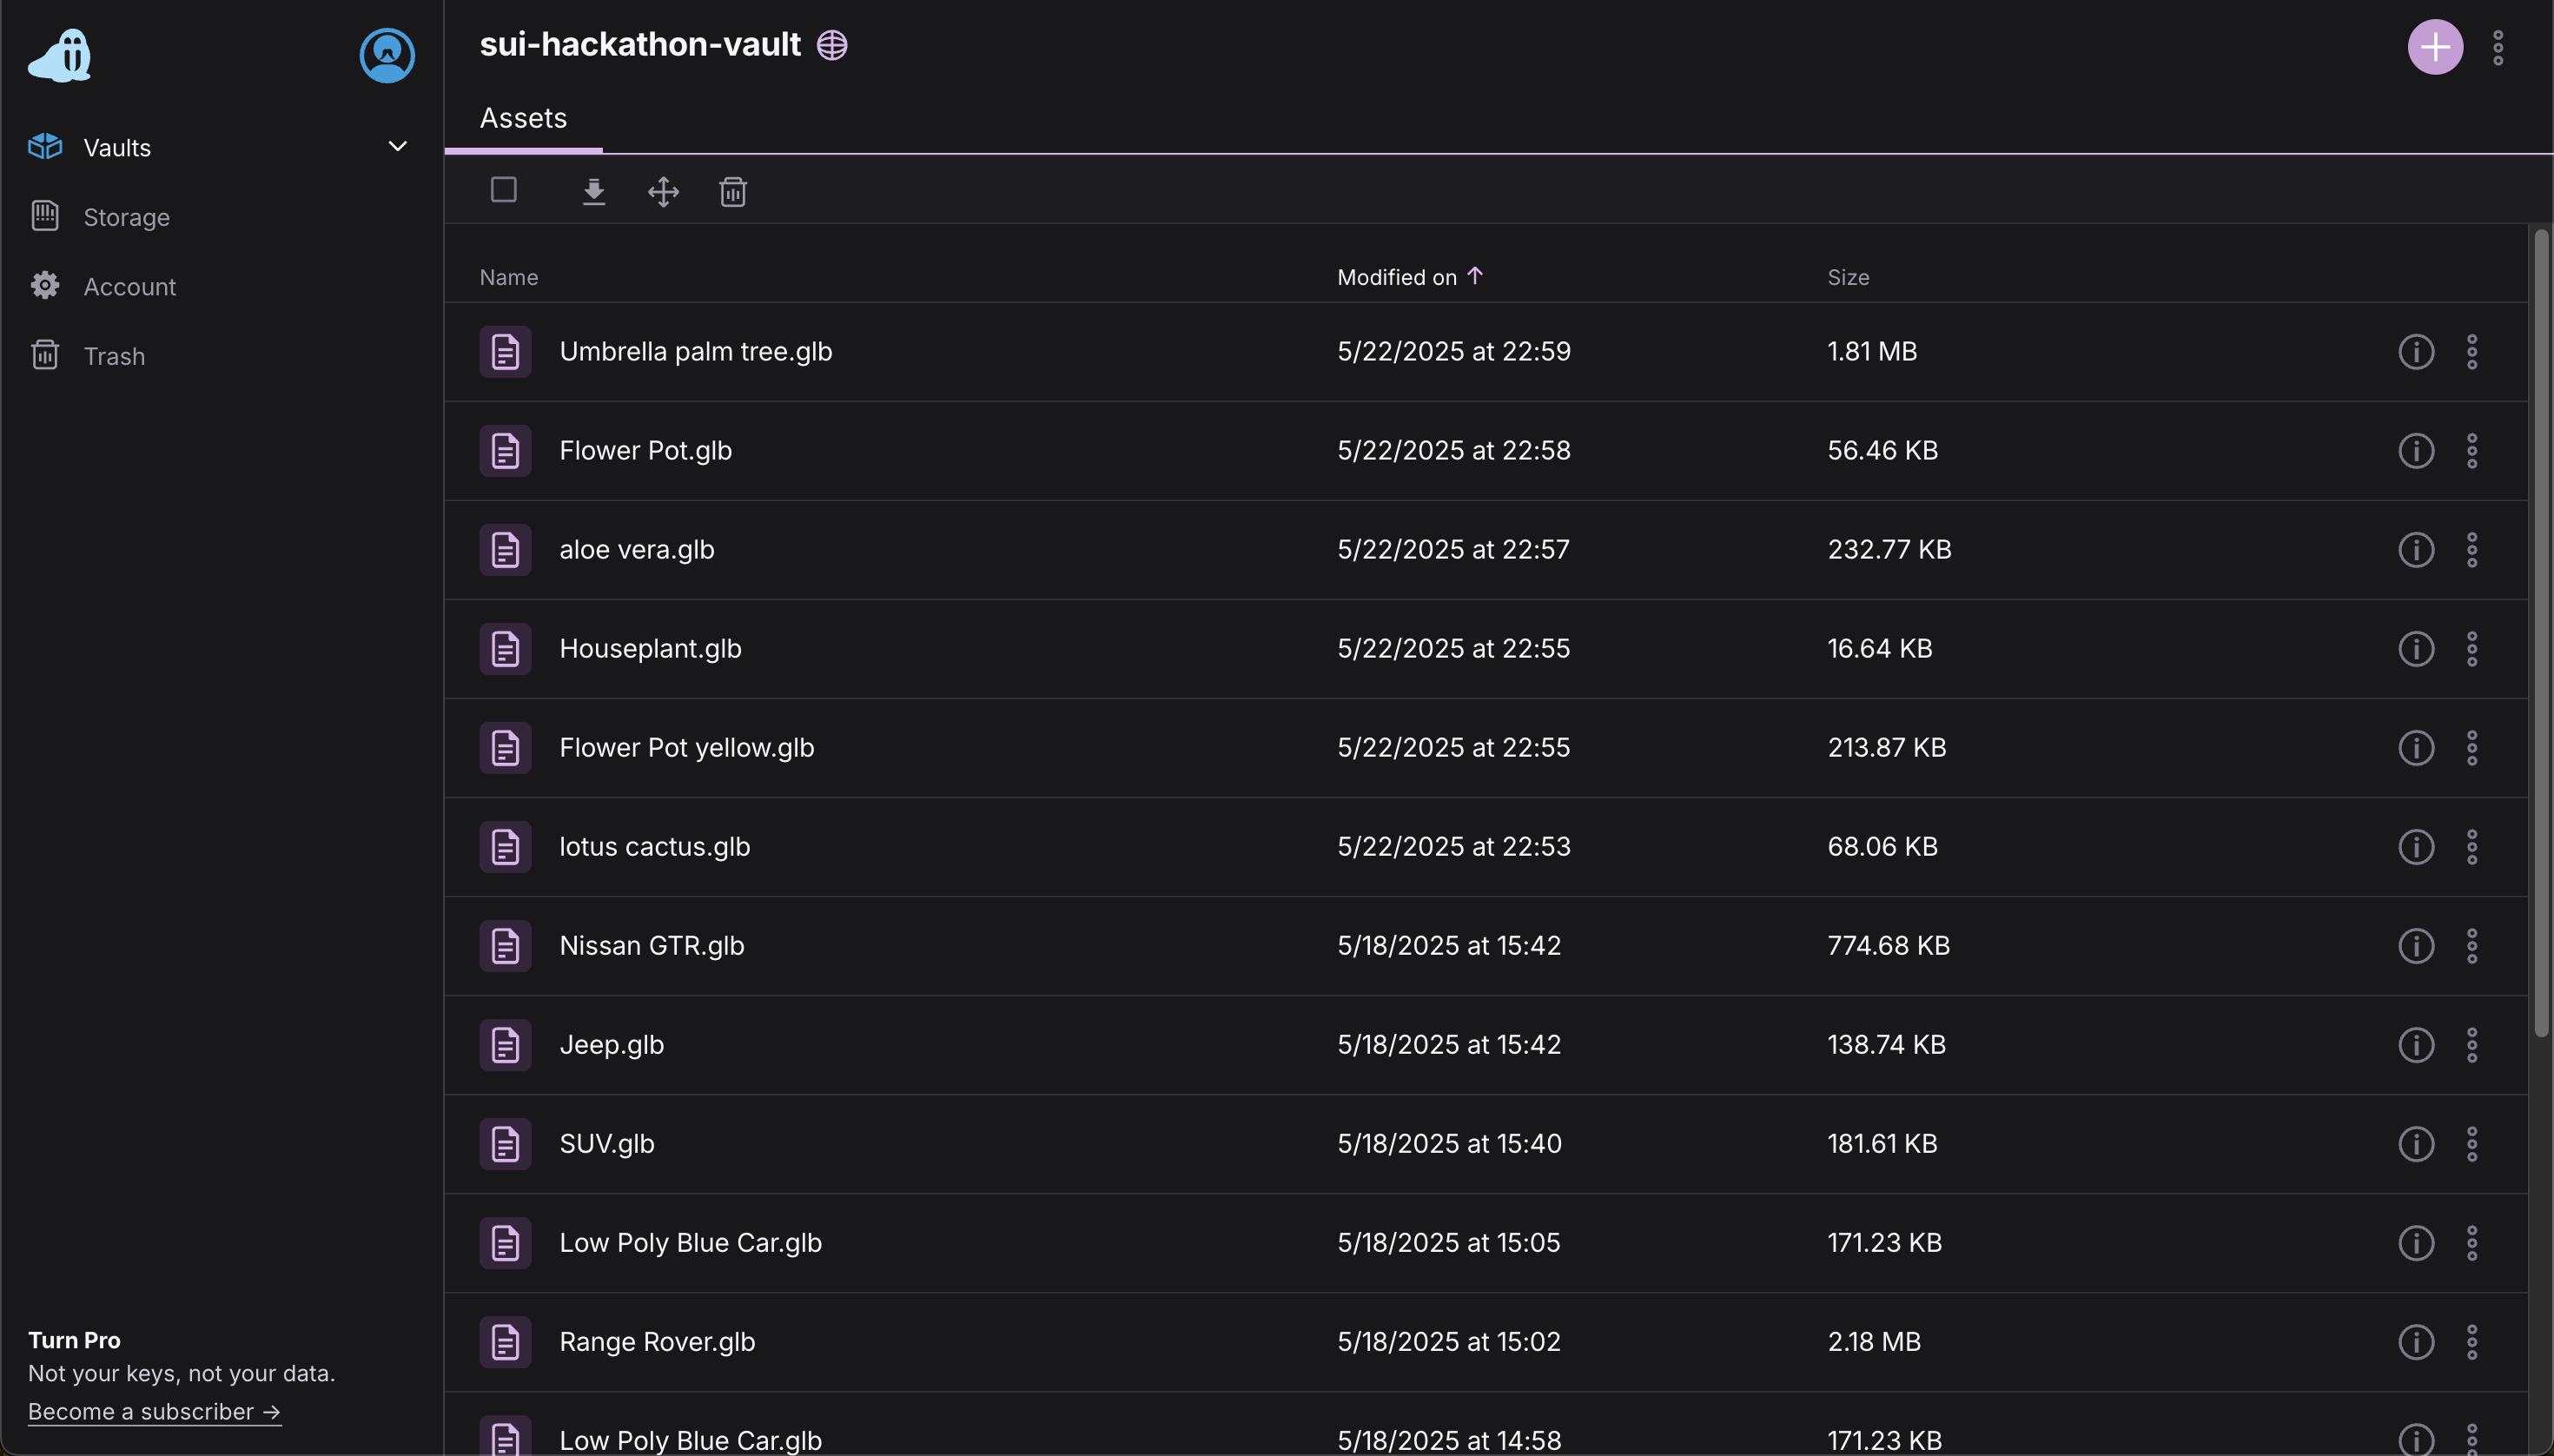 sui-hackathon-vault
Vaults
Storage
Account
Trash
Assets
Name Modified on Size
Umbrella palm tree.glb 5/22/2025 at 22:59 1.81 MB
Flower Pot.glb 5/22/2025 at 22:58 56.46 KB
aloe vera.glb 5/22/2025 at 22:57 232.77 KB
Houseplant.glb 5/22/2025 at 22:55 16.64 KB
Flower Pot yellow.glb 5/22/2025 at 22:55 213.87 KB
lotus cactus.glb 5/22/2025 at 22:53 68.06 KB
Nissan GTR.glb 5/18/2025 at 15:42 774.68 KB
Jeep.glb 5/18/2025 at 15:42 138.74 KB
SUV.glb 5/18/2025 at 15:40 181.61 KB
Low Poly Blue Car.glb 5/18/2025 at 15:05 171.23 KB
Range Rover.glb 5/18/2025 at 15:02 2.18 MB
Low Poly Blue Car.glb 5/18/2025 at 14:58 171.23 KB
Turn Pro
Not your keys, not your data.
Become a subscriber →